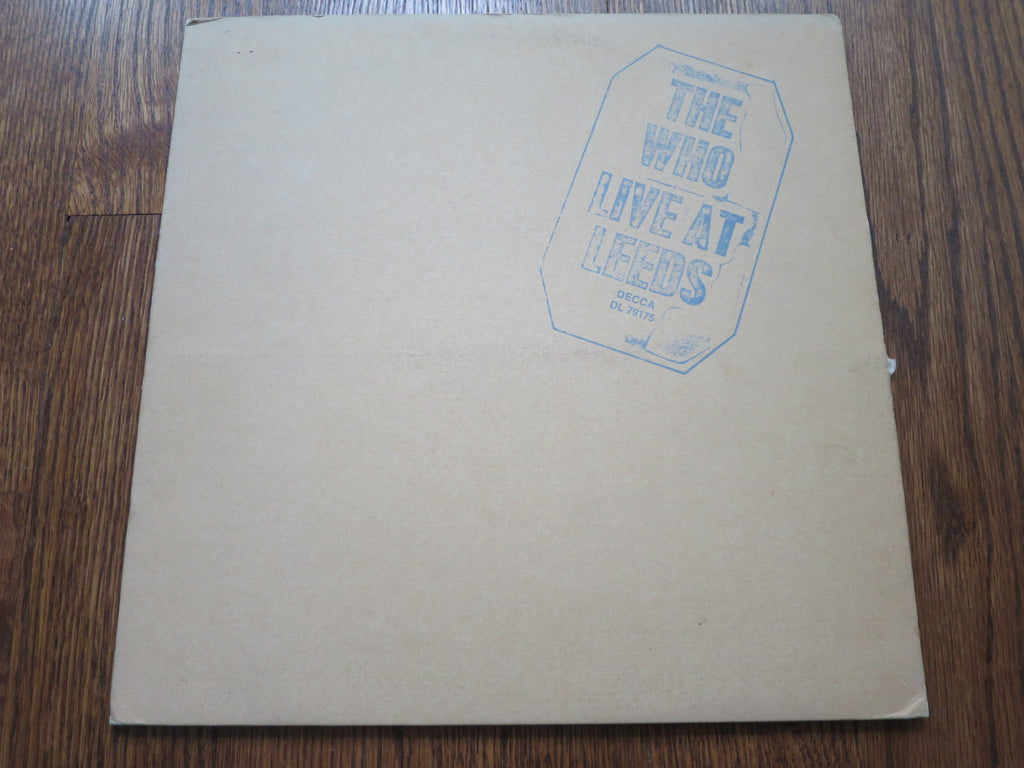 THE
WHO
LIVE AT
LEEDS
DECCA
DL 79175